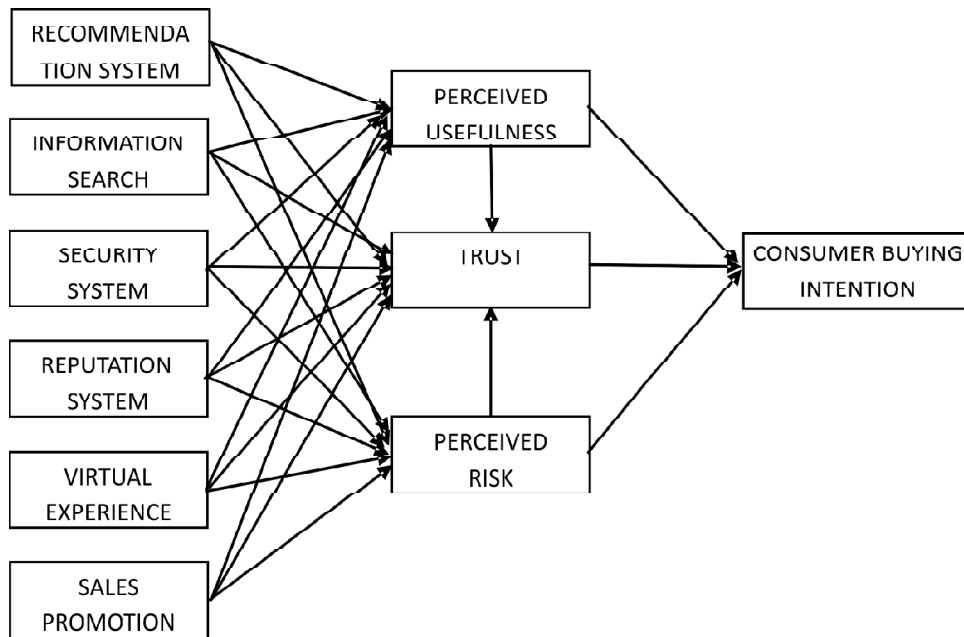 RECOMMENDA
TION SYSTEM
INFORMATION
SEARCH
SECURITY
SYSTEM
REPUTATION
SYSTEM
VIRTUAL
EXPERIENCE
SALES
PROMOTION
PERCEIVED
USEFULNESS
TRUST
PERCEIVED
RISK
CONSUMER BUYING
INTENTION